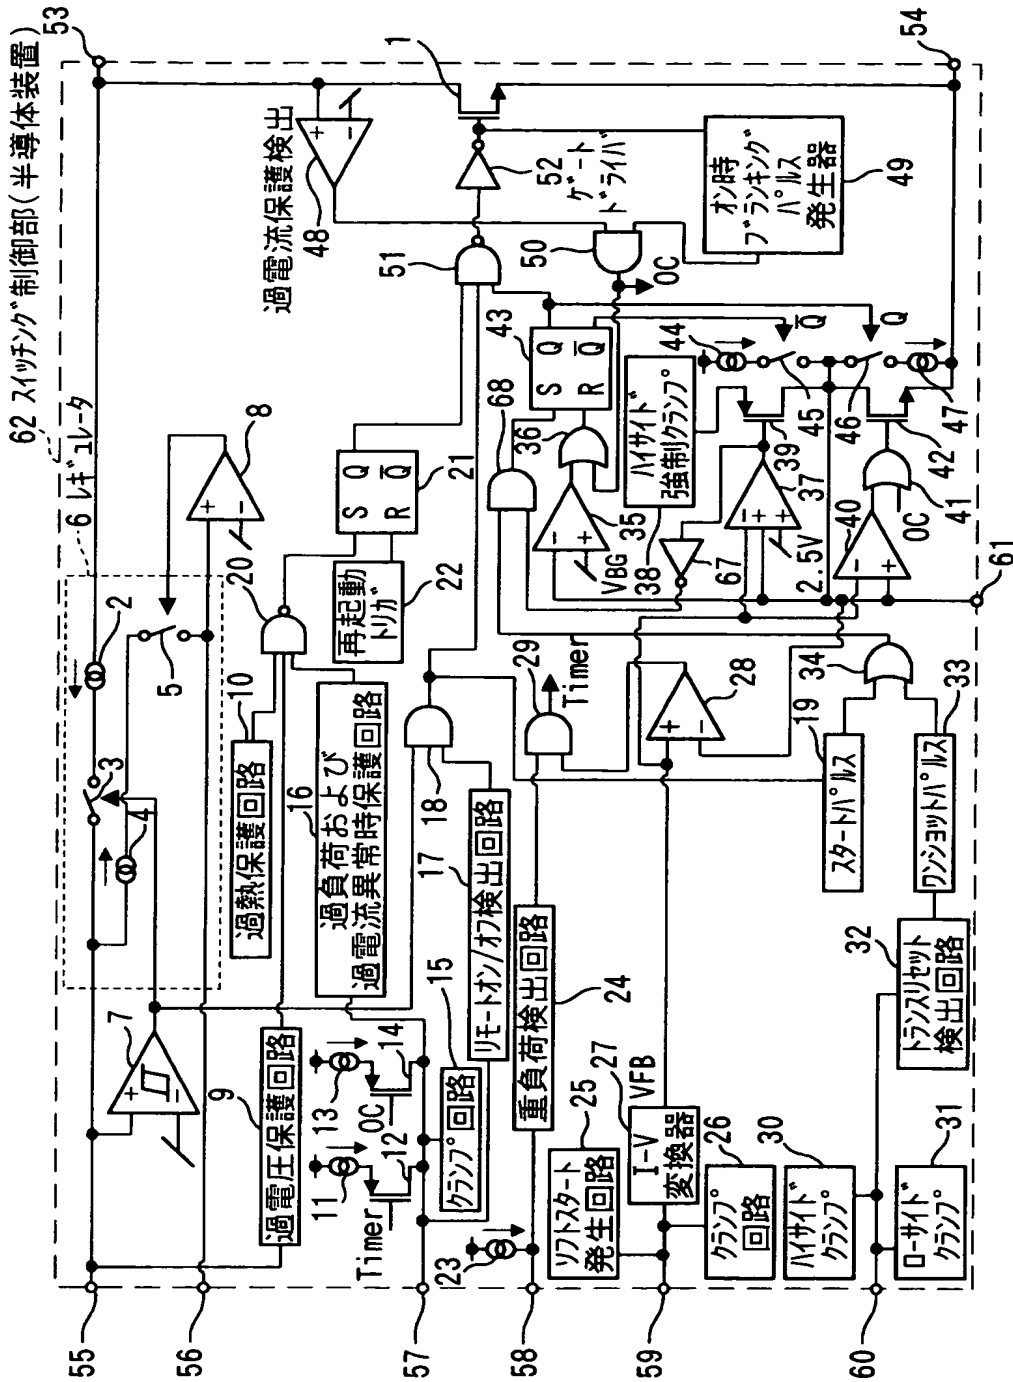 62 スイッチング制御部(半導体装置)
6 レギュレータ
53
1
54
2
3
4
5
7
8
9
過電圧保護回路
10
過熱保護回路
20
16
過負荷および
過電流異常時保護回路
21
S Q
R Q̅
22
再起動
トリガ
過電流保護検出
48
52
ゲート
ドライバ
51
50
OC
49
オン時
ブランキング
パルス
発生器
11
12
13
14
OC
Timer
15
クランプ回路
17
リモートオン/オフ検出回路
18
23
24
重負荷検出回路
25
ソフトスタート
発生回路
26
クランプ
回路
27
I-V
変換器
VFB
28
29
Timer
30
ハイサイド
クランプ
31
ローサイド
クランプ
32
トランスリセット
検出回路
33
ワンショットパルス
34
19
スタートパルス
35
VBG
36
37
2.5V
38
ハイサイド
強制クランプ
39
40
41
OC
42
43
S Q
R Q̅
44
45
46
47
Q̅
Q
67
68
55
56
57
58
59
60
61